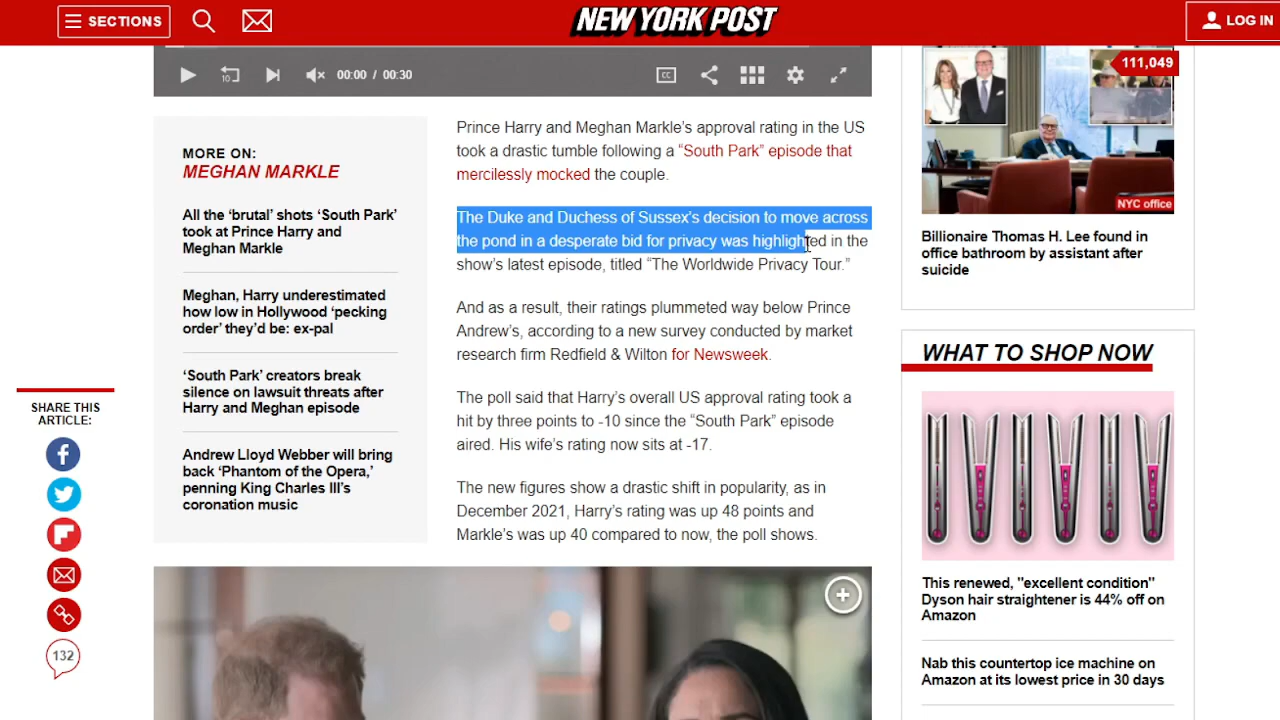 SECTIONS
NEW YORK POST
LOG IN
10
00:00 / 00:30
CC
111,049
NYC office
MORE ON:
MEGHAN MARKLE
All the ‘brutal’ shots ‘South Park’
took at Prince Harry and
Meghan Markle
Meghan, Harry underestimated
how low in Hollywood ‘pecking
order’ they’d be: ex-pal
‘South Park’ creators break
silence on lawsuit threats after
Harry and Meghan episode
Andrew Lloyd Webber will bring
back ‘Phantom of the Opera,’
penning King Charles III’s
coronation music
SHARE THIS
ARTICLE:
132
Prince Harry and Meghan Markle’s approval rating in the US
took a drastic tumble following a “South Park” episode that
mercilessly mocked the couple.
The Duke and Duchess of Sussex’s decision to move across
the pond in a desperate bid for privacy was highlighted in the
show’s latest episode, titled “The Worldwide Privacy Tour.”
And as a result, their ratings plummeted way below Prince
Andrew’s, according to a new survey conducted by market
research firm Redfield & Wilton for Newsweek.
The poll said that Harry’s overall US approval rating took a
hit by three points to -10 since the “South Park” episode
aired. His wife’s rating now sits at -17.
The new figures show a drastic shift in popularity, as in
December 2021, Harry’s rating was up 48 points and
Markle’s was up 40 compared to now, the poll shows.
Billionaire Thomas H. Lee found in
office bathroom by assistant after
suicide
WHAT TO SHOP NOW
This renewed, "excellent condition"
Dyson hair straightener is 44% off on
Amazon
Nab this countertop ice machine on
Amazon at its lowest price in 30 days